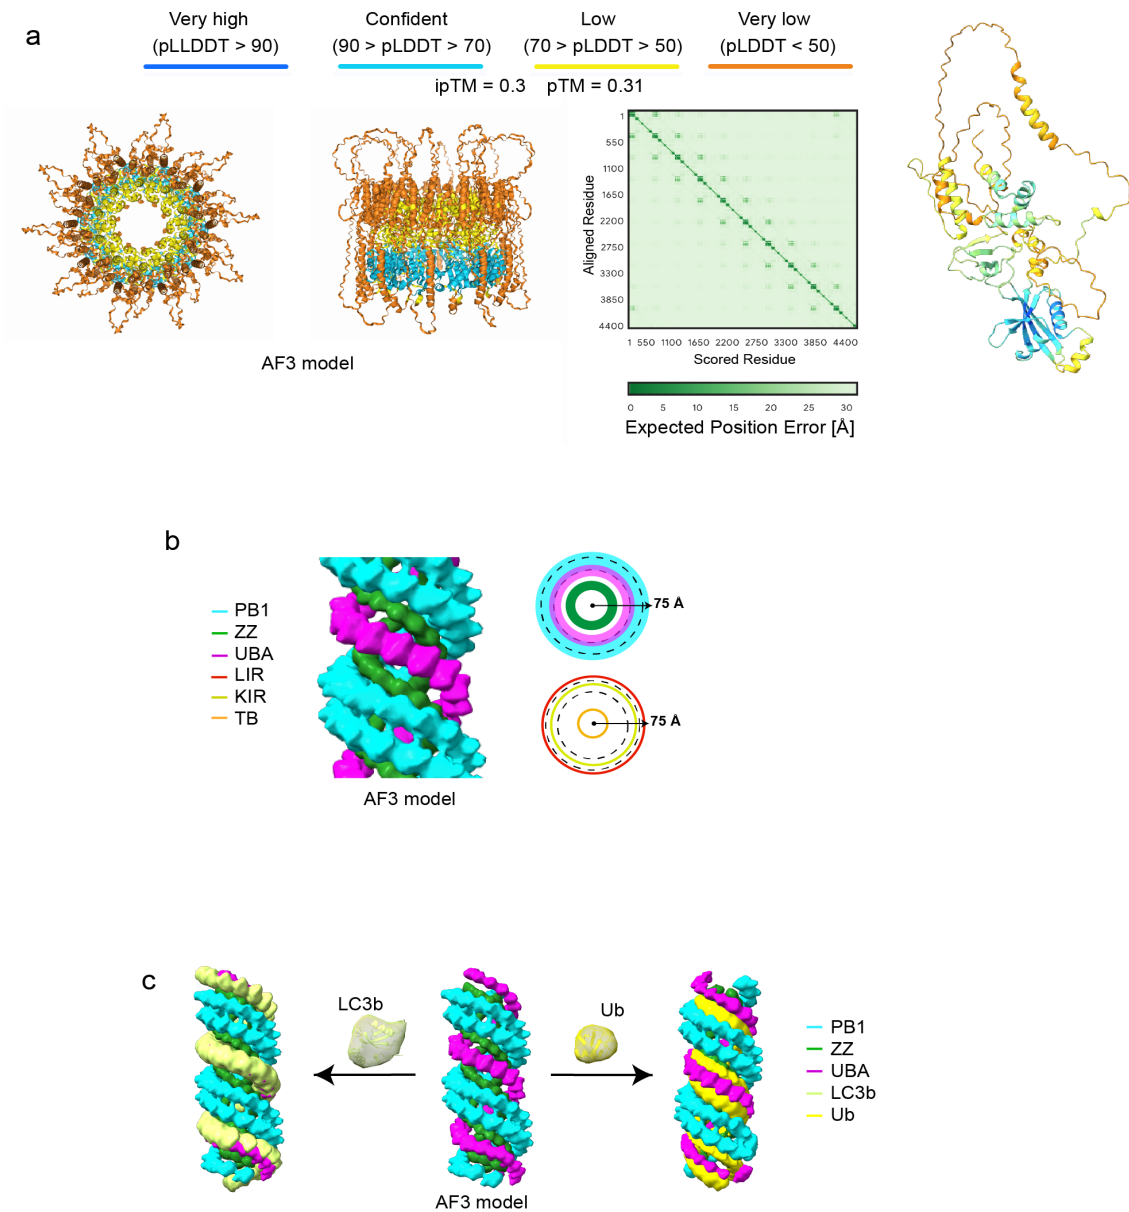 a
Very high
(pLLDDT > 90)
Confident
(90 > pLDDT > 70)
Low
(70 > pLDDT > 50)
Very low
(pLDDT < 50)
ipTM = 0.3 pTM = 0.31
AF3 model
Aligned Residue
1
550
1100
1650
2200
2750
3300
3850
4400
1 550 1100 1650 2200 2750 3300 3850 4400
Scored Residue
0 5 10 15 20 25 30
Expected Position Error [Å]
b
PB1
ZZ
UBA
LIR
KIR
TB
AF3 model
75 Å
75 Å
c
LC3b
Ub
AF3 model
PB1
ZZ
UBA
LC3b
Ub